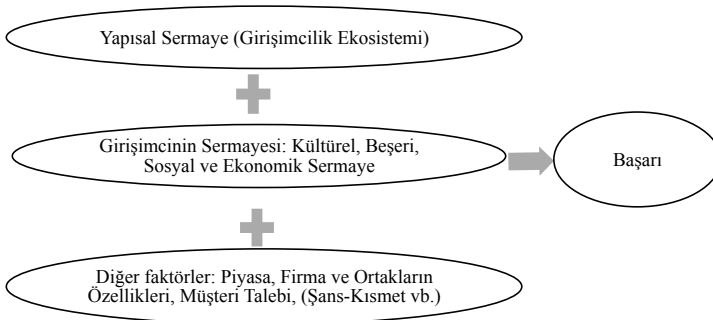 Yapısal Sermaye (Girişimcilik Ekosistemi)
Girişimcinin Sermayesi: Kültürel, Beşeri,
Sosyal ve Ekonomik Sermaye
Başarı
Diğer faktörler: Piyasa, Firma ve Ortakların
Özellikleri, Müşteri Talebi, (Şans-Kısmet vb.)